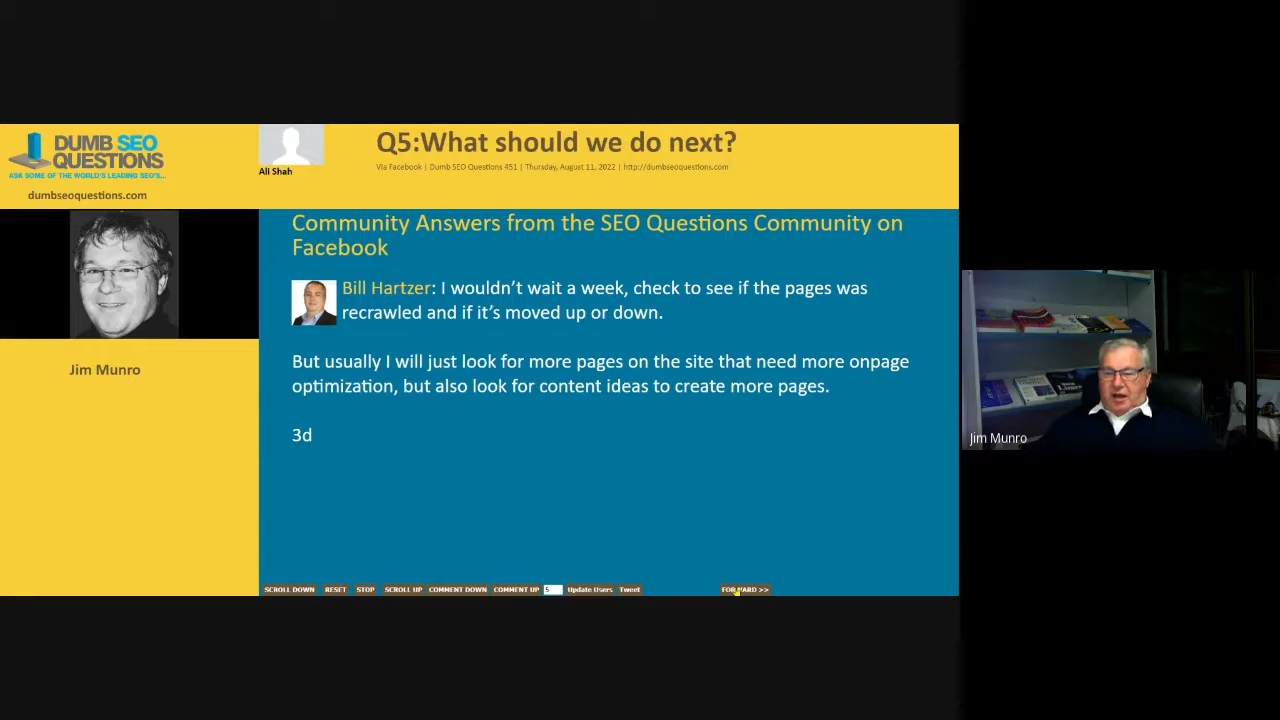 DUMB SEO
QUESTIONS
ASK SOME OF THE WORLD'S LEADING SEO'S...
dumbseoquestions.com
Ali Shah
Q5:What should we do next?
Via Facebook | Dumb SEO Questions 451 | Thursday, August 11, 2022 | http://dumbseoquestions.com
Jim Munro
Community Answers from the SEO Questions Community on
Facebook
Bill Hartzer: I wouldn't wait a week, check to see if the pages was
recrawled and if it's moved up or down.
But usually I will just look for more pages on the site that need more onpage
optimization, but also look for content ideas to create more pages.
3d
SCROLL DOWN RESET STOP SCROLL UP COMMENT DOWN COMMENT UP 5 Update Users Tweet FORWARD >>
Jim Munro